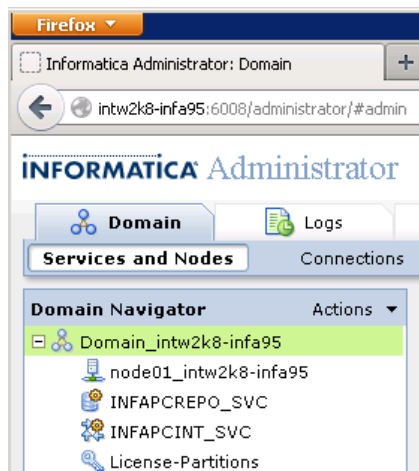 Firefox
Informatica Administrator: Domain +
intw2k8-infa95:6008/administrator/#admin
INFORMATICA Administrator
Domain Logs
Services and Nodes Connections
Domain Navigator Actions
Domain_intw2k8-infa95
node01_intw2k8-infa95
INFAPCREPO_SVC
INFAPCINT_SVC
License-Partitions